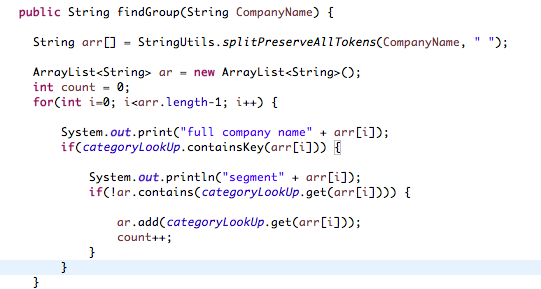 public String findGroup(String CompanyName) {
String arr[] = StringUtils.splitPreserveAllTokens(CompanyName, " ");
ArrayList<String> ar = new ArrayList<String>();
int count = 0;
for(int i=0; i<arr.length-1; i++) {
System.out.print("full company name" + arr[i]);
if(categoryLookUp.containsKey(arr[i])) {
System.out.println("segment" + arr[i]);
if(!ar.contains(categoryLookUp.get(arr[i]))) {
ar.add(categoryLookUp.get(arr[i]));
count++;
}
}
}